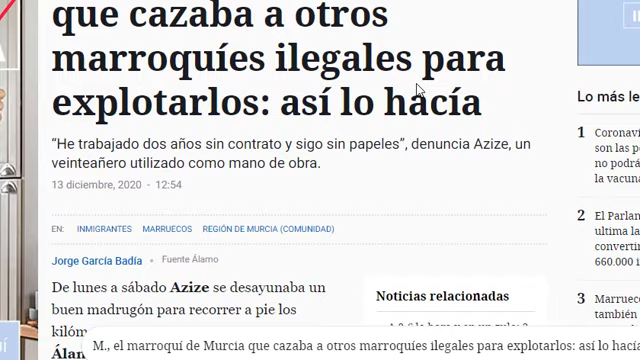 que cazaba a otros
marroquíes ilegales para
explotarlos: así lo hacía
“He trabajado dos años sin contrato y sigo sin papeles”, denuncia Azize, un
veinteañero utilizado como mano de obra.
13 diciembre, 2020 - 12:54
EN: INMIGRANTES MARRUECOS REGIÓN DE MURCIA (COMUNIDAD)
Jorge García Badía • Fuente Álamo
De lunes a sábado Azize se desayunaba un
buen madrugón para recorrer a pie los
kilóm
Álam
Noticias relacionadas
M., el marroquí de Murcia que cazaba a otros marroquíes ilegales para explotarlos: así lo hacía
Lo más le
1 Coronaví
son las pe
no podrá
la vacuna
2 El Parlan
ultima la
convertir
660.000 i
3 Marruec
también